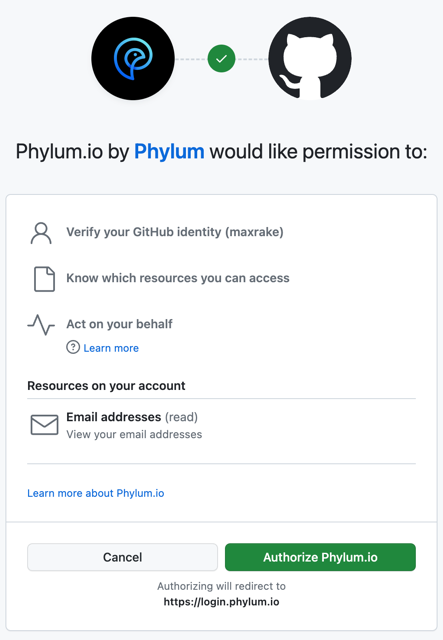 Phylum.io by Phylum would like permission to:
Verify your GitHub identity (maxrake)
Know which resources you can access
Act on your behalf
Learn more
Resources on your account
Email addresses (read)
View your email addresses
Learn more about Phylum.io
Cancel
Authorize Phylum.io
Authorizing will redirect to
https://login.phylum.io